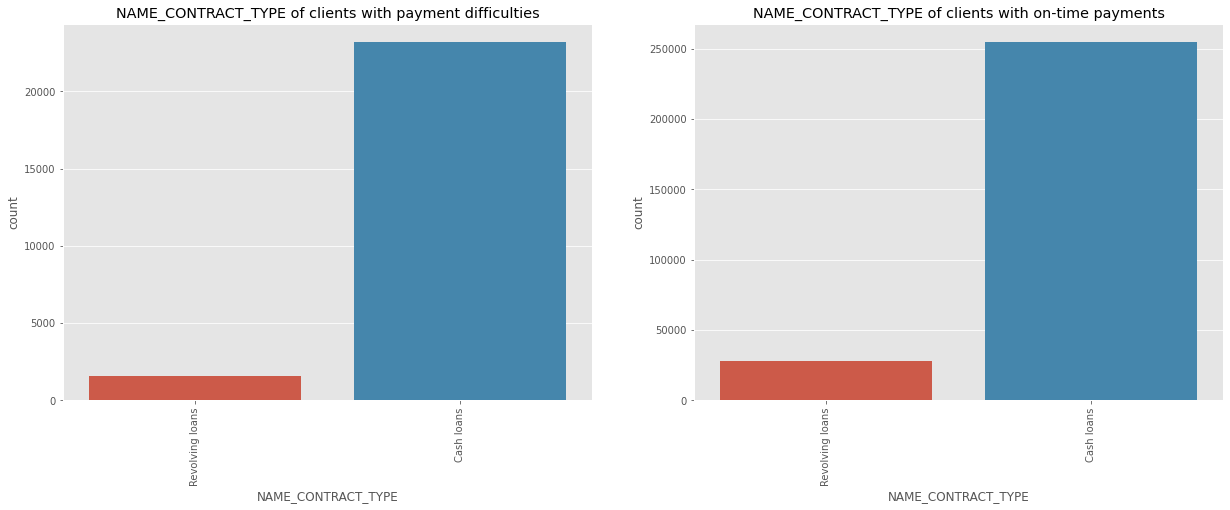 NAME_CONTRACT_TYPE of clients with payment difficulties
20000
15000
10000
5000
0
count
Revolving loans
Cash loans
NAME_CONTRACT_TYPE
NAME_CONTRACT_TYPE of clients with on-time payments
250000
200000
150000
100000
50000
0
count
Revolving loans
Cash loans
NAME_CONTRACT_TYPE